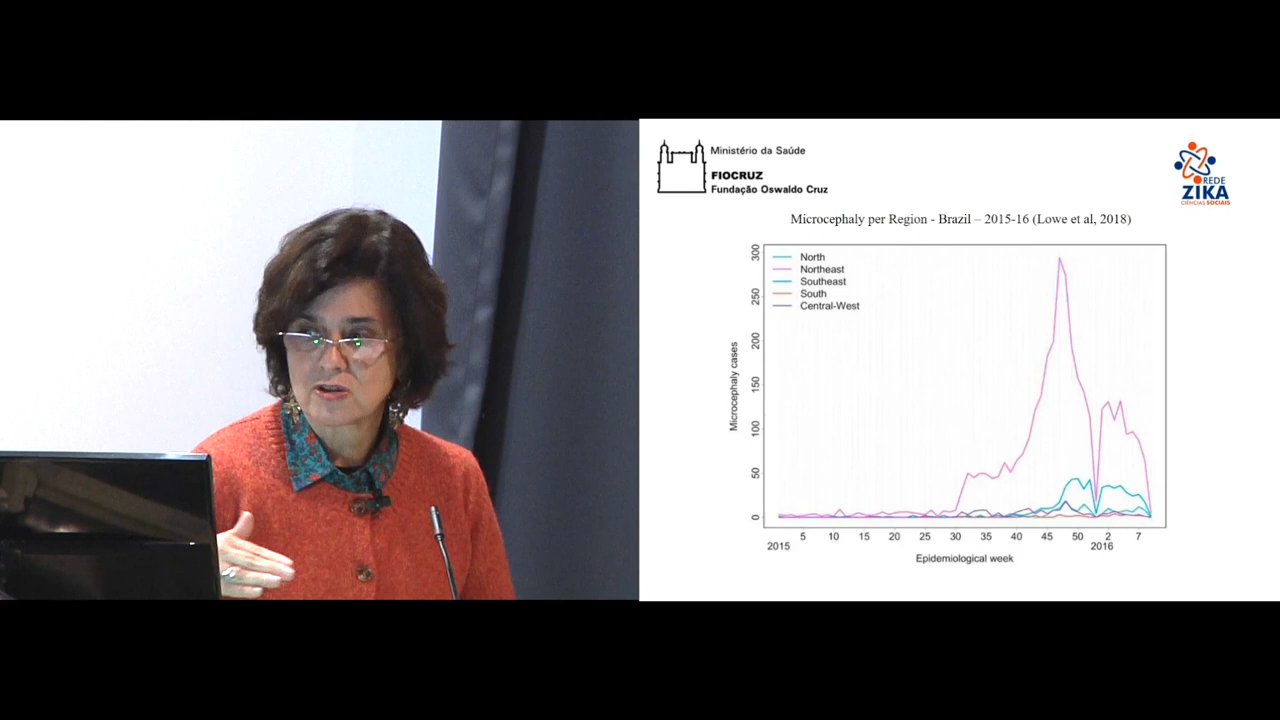 Ministério da Saúde
FIOCRUZ
Fundação Oswaldo Cruz
REDE
ZIKA
CIÊNCIAS SOCIAIS
Microcephaly per Region - Brazil – 2015-16 (Lowe et al, 2018)
North
Northeast
Southeast
South
Central-West
300
250
200
150
100
50
0
Microcephaly cases
5 10 15 20 25 30 35 40 45 50 2 7
2015 2016
Epidemiological week